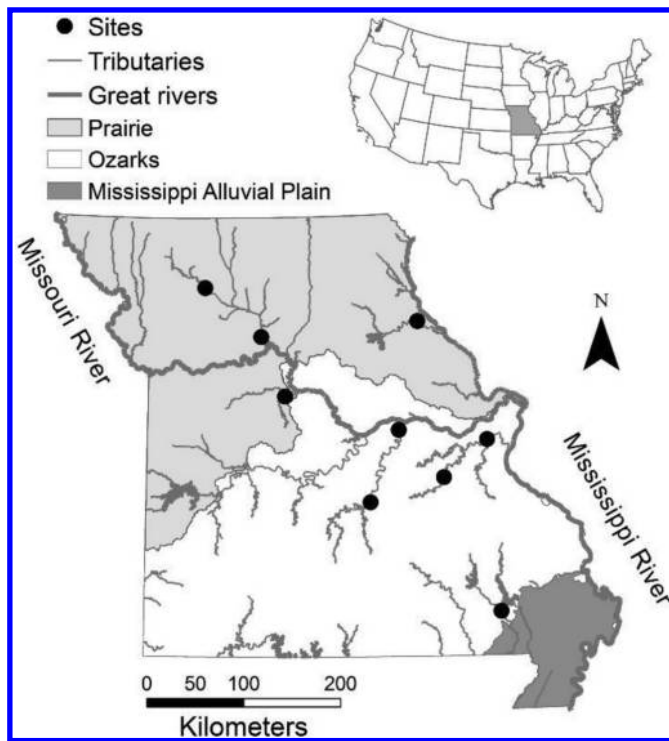 Sites
Tributaries
Great rivers
Prairie
Ozarks
Mississippi Alluvial Plain
Missouri River
N
Mississippi River
0 50 100 200
Kilometers